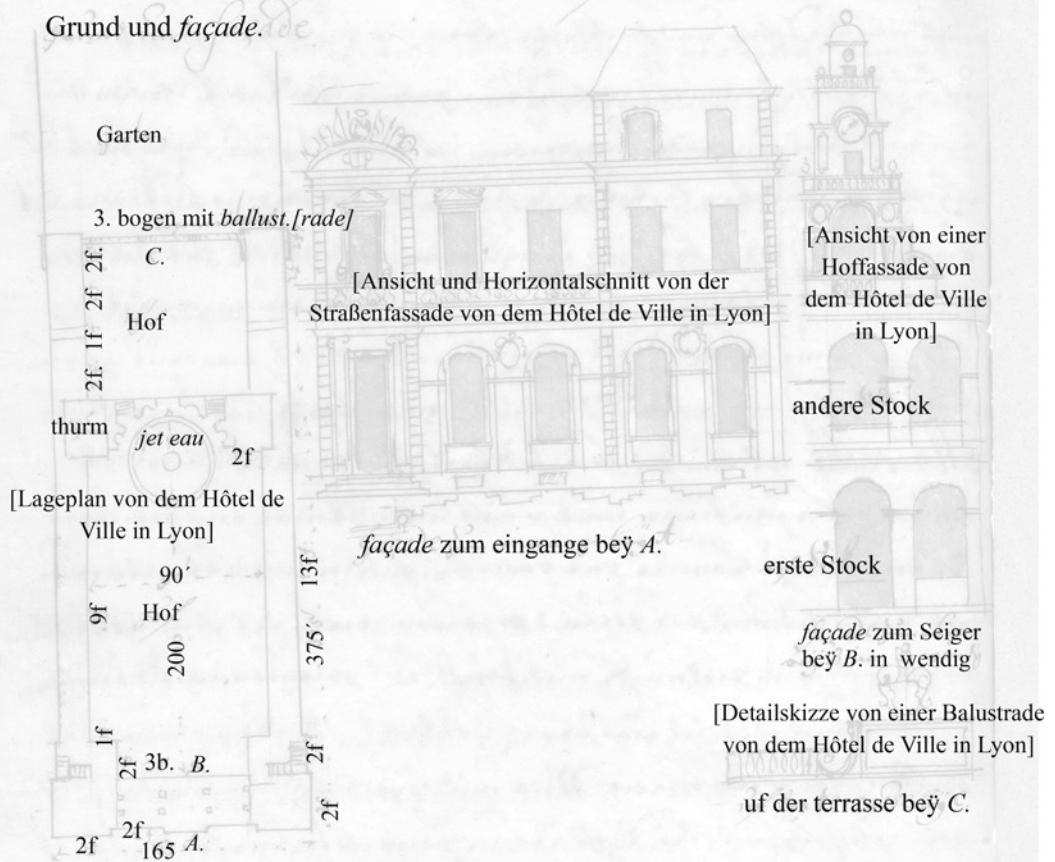 Grund und façade.
Garten
3. bogen mit ballust.[rade]
C.
2f.
2f
Hof
1f
2f.
thurm
jet eau
2f
[Lageplan von dem Hôtel de
Ville in Lyon]
90'
Hof
9f
200.
13f
375'
1f
2f
3b. B.
2f
2f
2f
2f
165 A.
[Ansicht und Horizontalschnitt von der
Straßenfassade von dem Hôtel de Ville in Lyon]
façade zum eingange beÿ A.
[Ansicht von einer
Hoffassade von
dem Hôtel de Ville
in Lyon]
andere Stock
erste Stock
façade zum Seiger
beÿ B. in wendig
[Detailskizze von einer Balustrade
von dem Hôtel de Ville in Lyon]
uf der terrasse beÿ C.